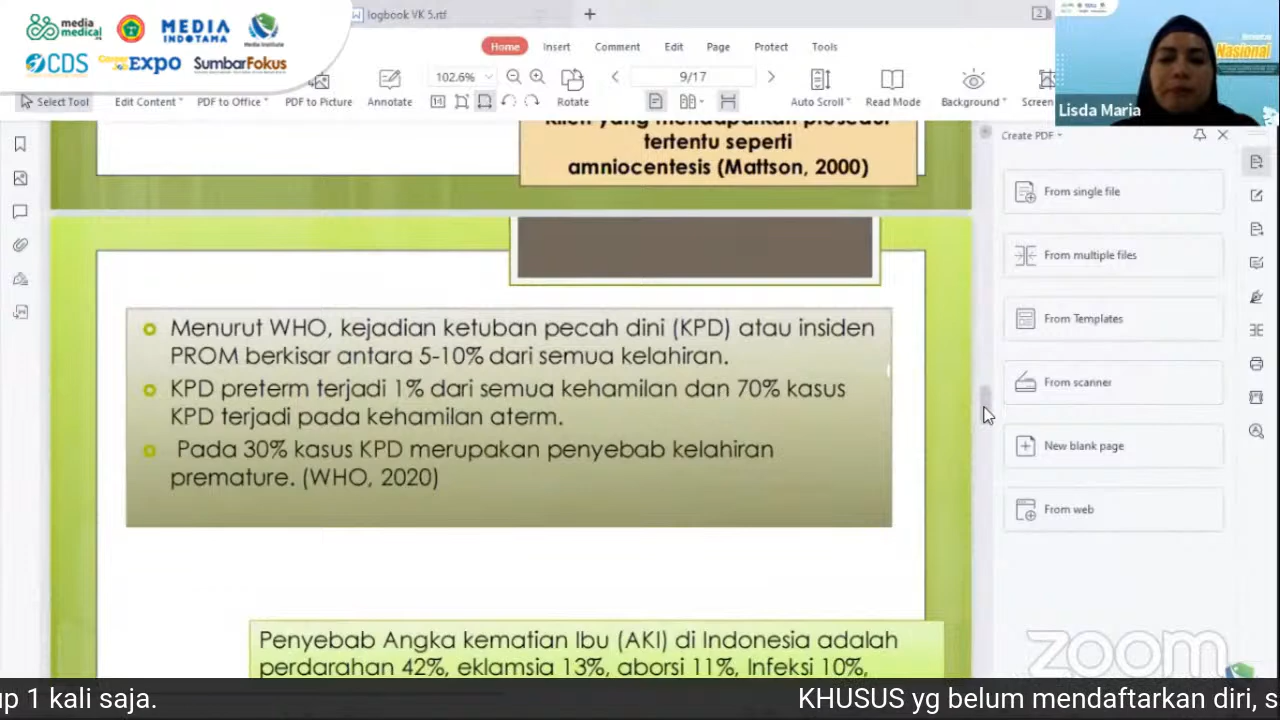 media
medical
MEDIA
INDOTAMA
Media Institute
CDS
Expo
SumbarFokus
logbook VK 5.rtf
Home
Insert
Comment
Edit
Page
Protect
Tools
102.6%
9/17
Select Tool
Edit Content
PDF to Office
PDF to Picture
Annotate
Rotate
Auto Scroll
Read Mode
Background
Screen
Nasional
Lisda Maria
Create PDF
From single file
From multiple files
From Templates
From scanner
New blank page
From web
tertentu seperti
amniocentesis (Mattson, 2000)
Menurut WHO, kejadian ketuban pecah dini (KPD) atau insiden
PROM berkisar antara 5-10% dari semua kelahiran.
KPD preterm terjadi 1% dari semua kehamilan dan 70% kasus
KPD terjadi pada kehamilan aterm.
Pada 30% kasus KPD merupakan penyebab kelahiran
premature. (WHO, 2020)
Penyebab Angka kematian Ibu (AKI) di Indonesia adalah
perdarahan 42%, eklamsia 13%, aborsi 11%, Infeksi 10%,
zoom
up 1 kali saja.
KHUSUS yg belum mendaftarkan diri, s